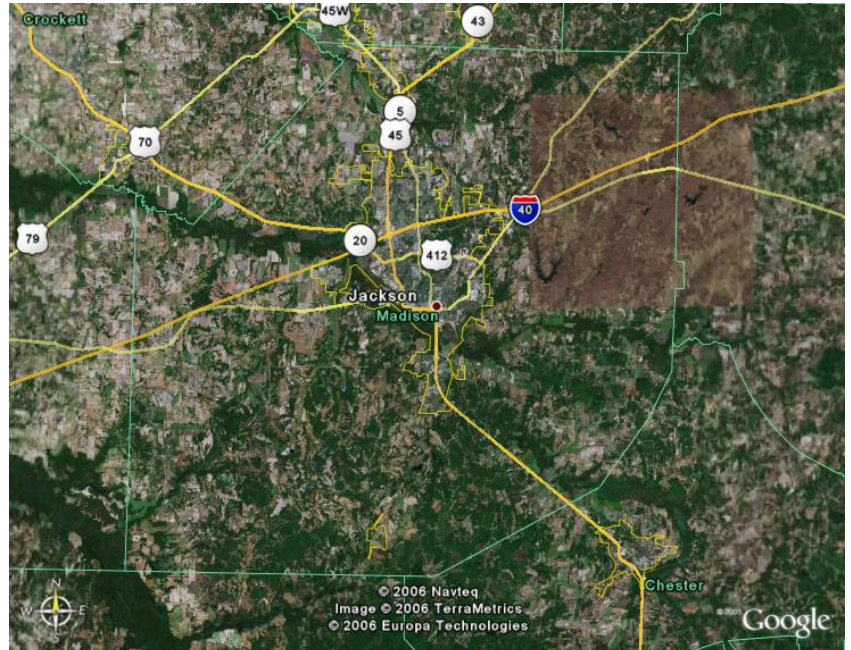 Crockett
45W
43
5
45
70
40
79
20
412
Jackson
Madison
Chester
N
W E
S
© 2006 Navteq
Image © 2006 TerraMetrics
© 2006 Europa Technologies
© 2005 Google